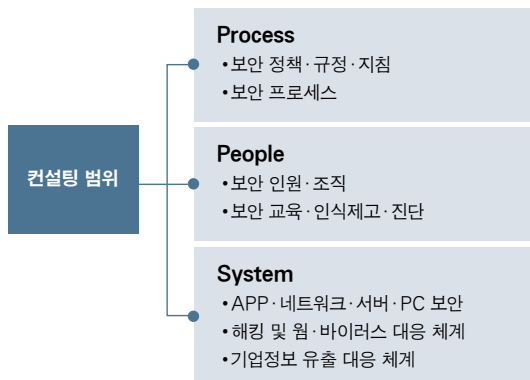 컨설팅 범위
Process
•보안 정책·규정·지침
•보안 프로세스
People
•보안 인원·조직
•보안 교육·인식제고·진단
System
•APP·네트워크·서버·PC 보안
•해킹 및 웜·바이러스 대응 체계
•기업정보 유출 대응 체계